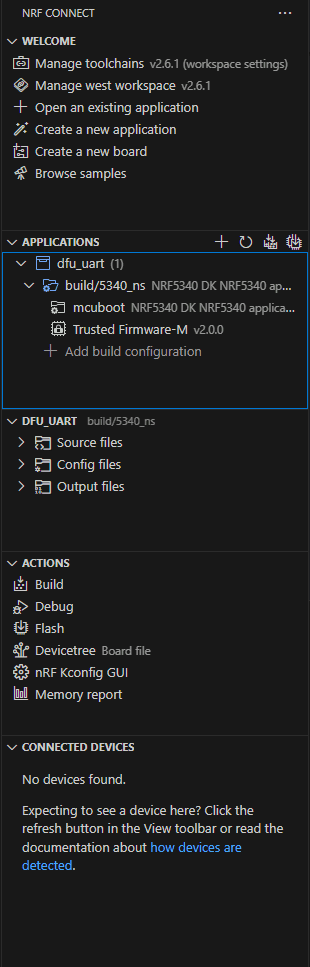 NRF CONNECT
WELCOME
Manage toolchains v2.6.1 (workspace settings)
Manage west workspace v2.6.1
Open an existing application
Create a new application
Create a new board
Browse samples
APPLICATIONS
dfu_uart (1)
build/5340_ns NRF5340 DK NRF5340 ap...
mcuboot NRF5340 DK NRF5340 applica...
Trusted Firmware-M v2.0.0
Add build configuration
DFU_UART build/5340_ns
Source files
Config files
Output files
ACTIONS
Build
Debug
Flash
Devicetree Board file
nRF Kconfig GUI
Memory report
CONNECTED DEVICES
No devices found.
Expecting to see a device here? Click the
refresh button in the View toolbar or read the
documentation about how devices are
detected.